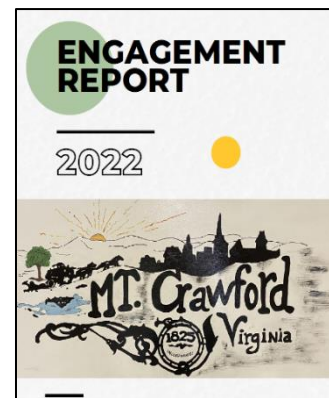 ENGAGEMENT
REPORT
2022
MT. Crawford
1825
Virginia